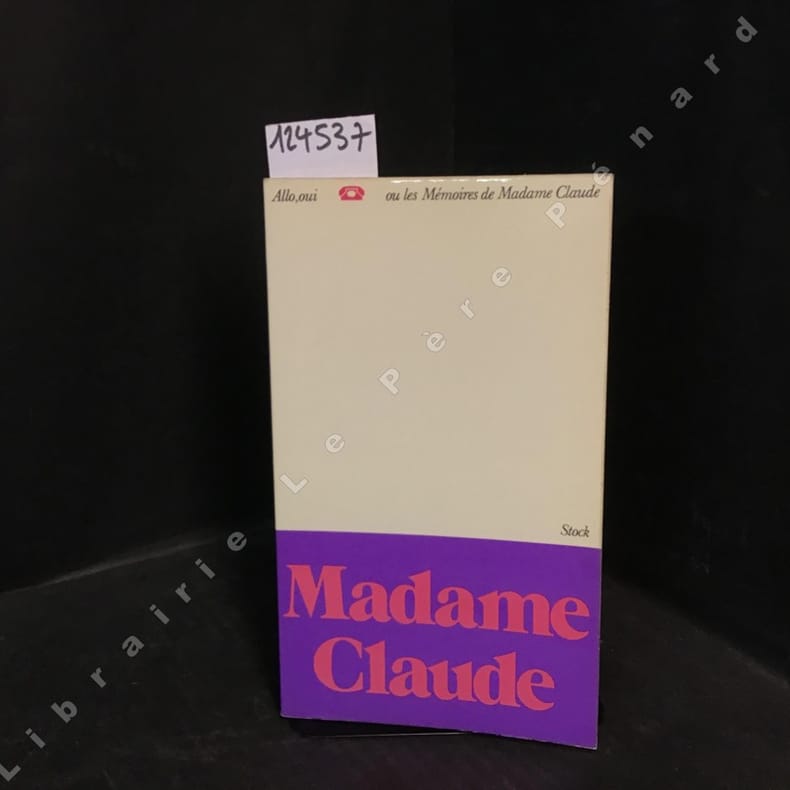 124537
Allo, oui ou les Mémoires de Madame Claude
Stock
Madame
Claude
Librairie Le Père Pénard